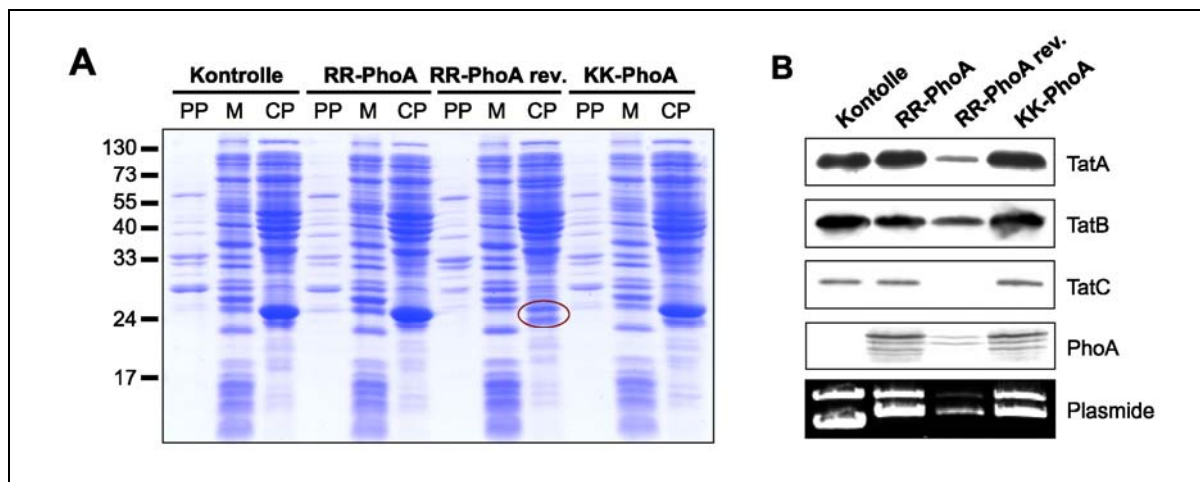 A
Kontrolle RR-PhoA RR-PhoA rev. KK-PhoA
PP M CP PP M CP PP M CP PP M CP
130
73
55
40
33
24
17
B
Kontolle RR-PhoA RR-PhoA rev. KK-PhoA
TatA
TatB
TatC
PhoA
Plasmide